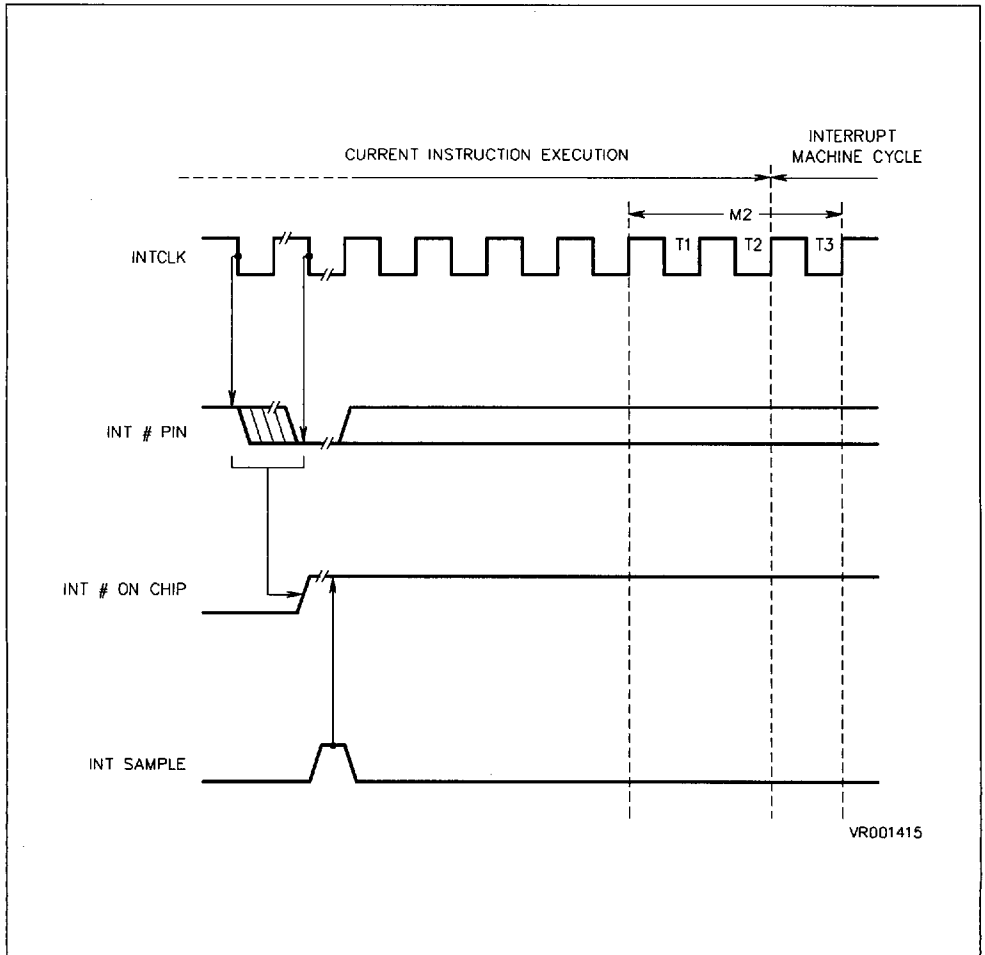 INTERRUPT
CURRENT INSTRUCTION EXECUTION
MACHINE CYCLE
M2
T1
T2
T3
INTCLK
INT # PIN
INT # ON CHIP
INT SAMPLE
VR001415